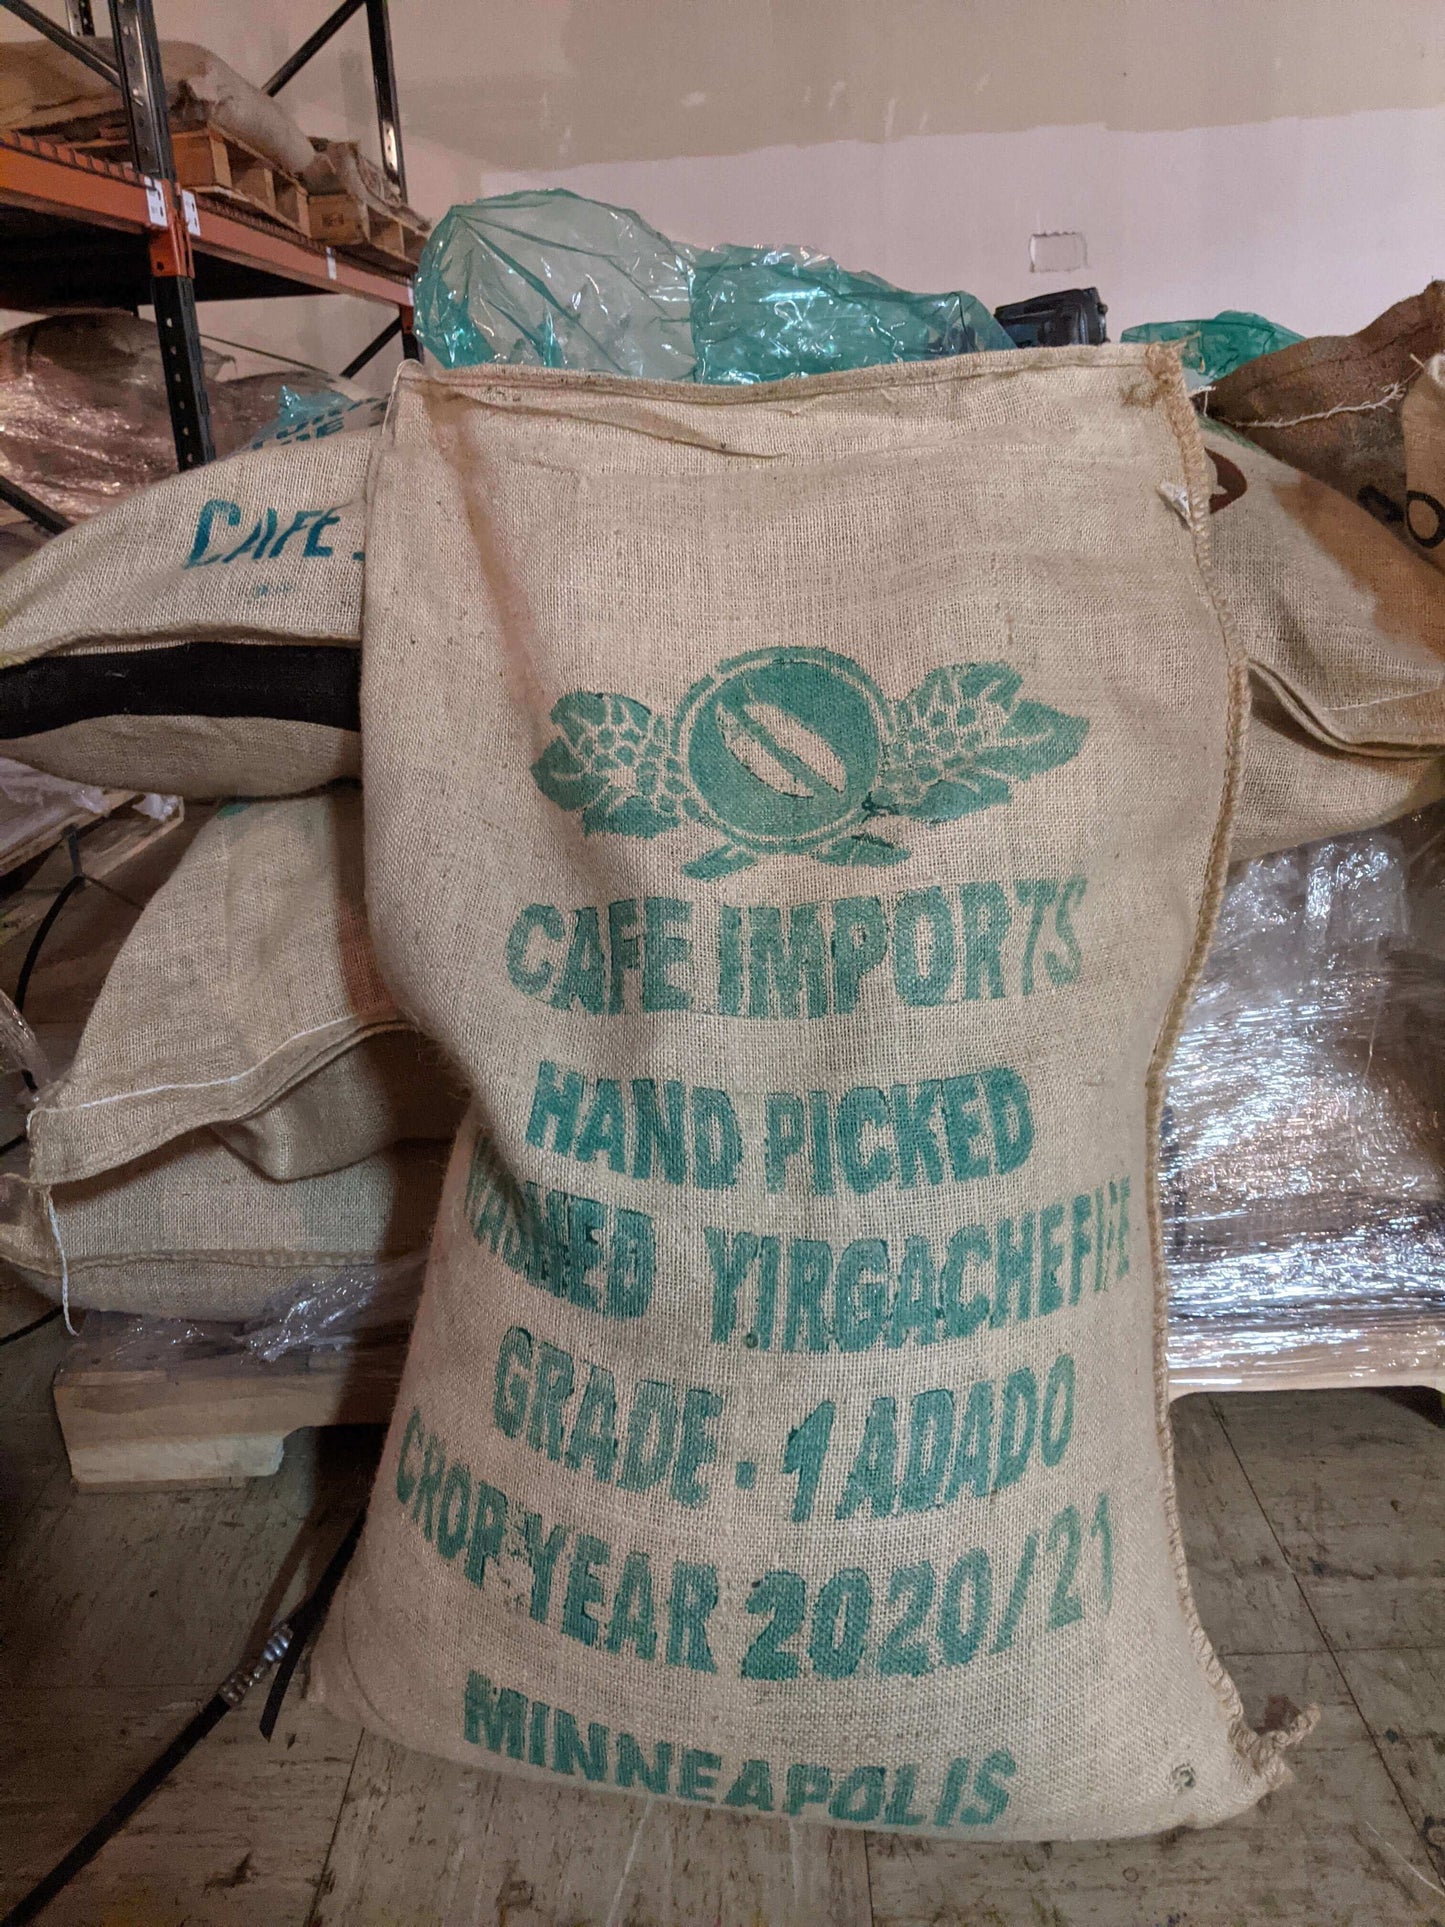 CAFE
CAFE IMPORTS
HAND PICKED
WASHED YIRGACHEFFE
GRADE - 1 ADADO
CROP YEAR 2020/21
MINNEAPOLIS